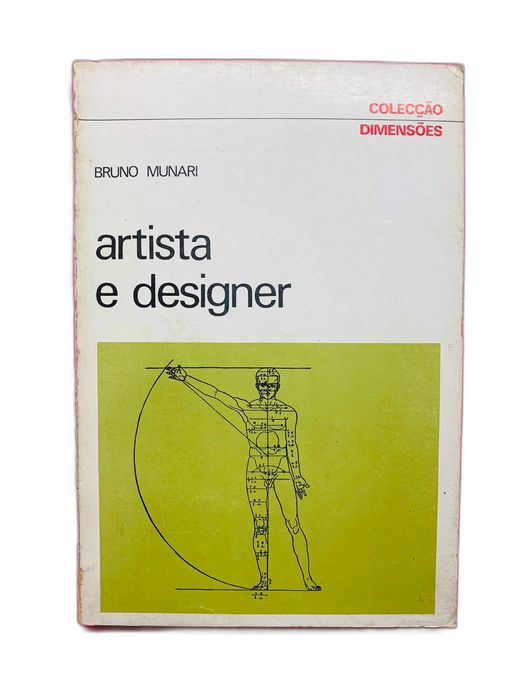 COLECÇÃO
DIMENSÕES
BRUNO MUNARI
artista
e designer